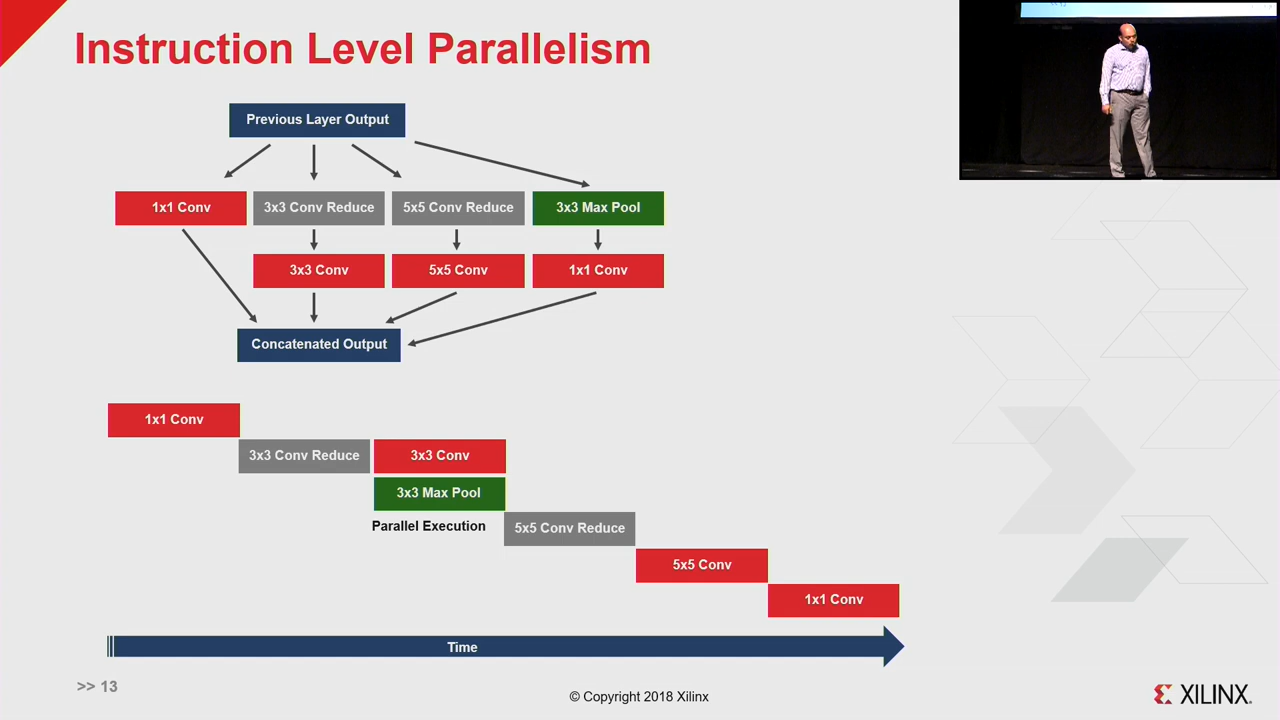 Instruction Level Parallelism
Previous Layer Output
1x1 Conv
3x3 Conv Reduce
5x5 Conv Reduce
3x3 Max Pool
3x3 Conv
5x5 Conv
1x1 Conv
Concatenated Output
1x1 Conv
3x3 Conv Reduce
3x3 Conv
3x3 Max Pool
Parallel Execution
5x5 Conv Reduce
5x5 Conv
1x1 Conv
Time
>> 13
© Copyright 2018 Xilinx
XILINX.